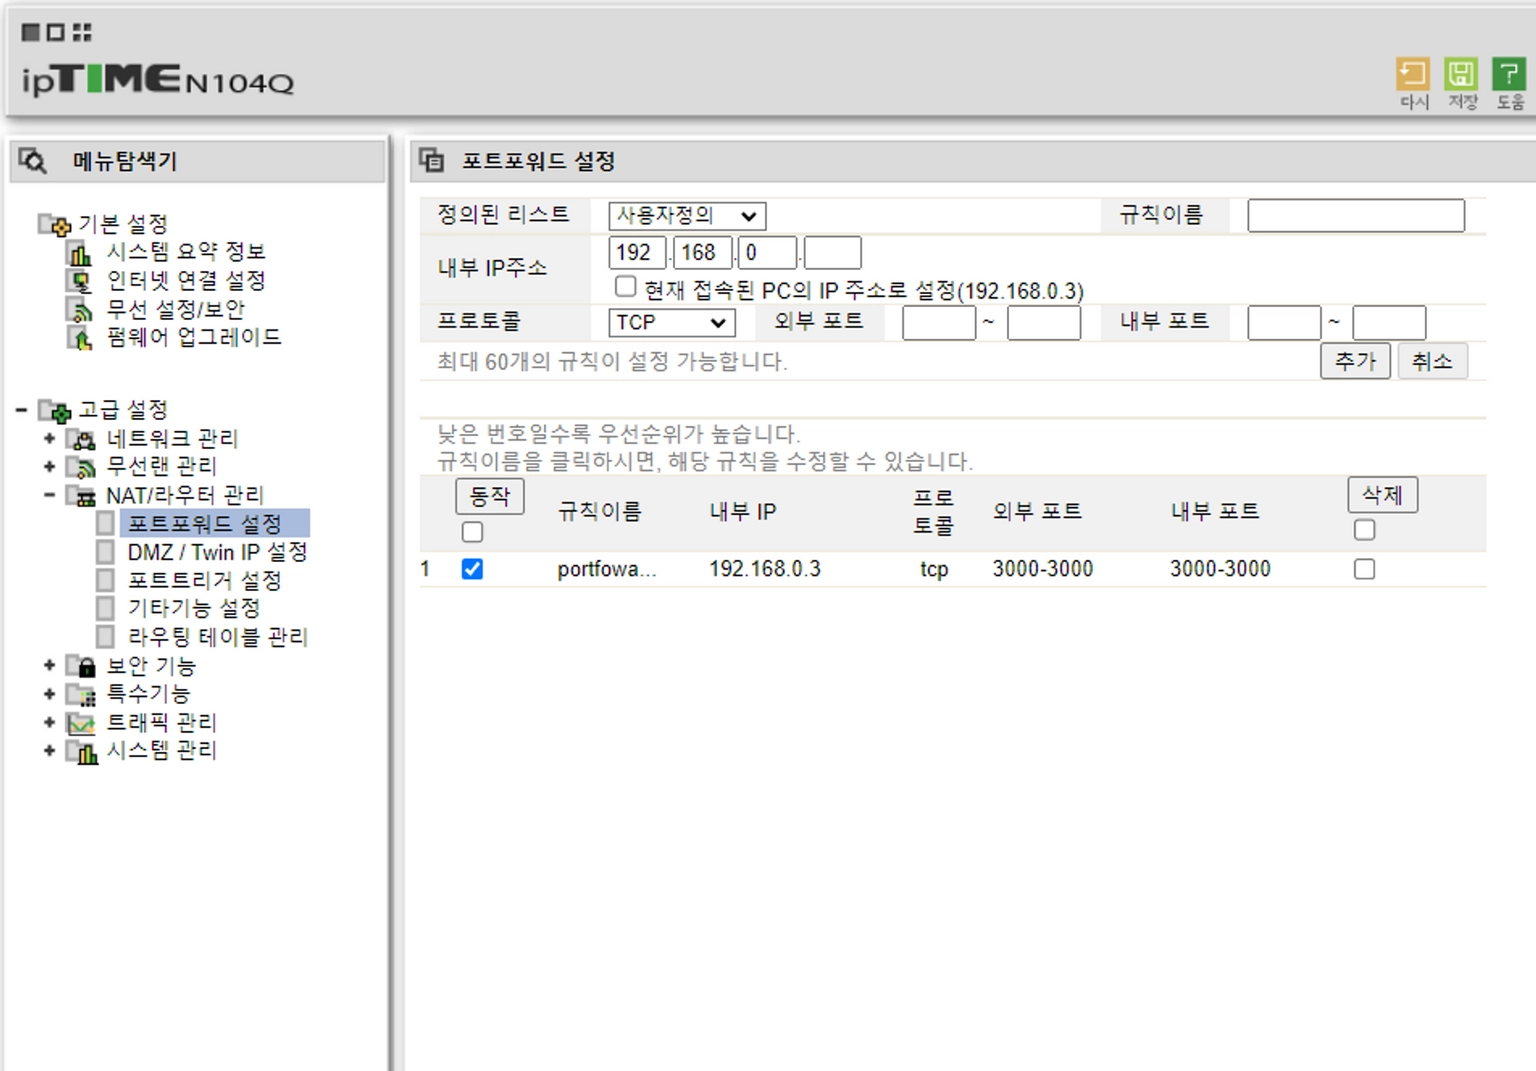 ipTIME N104Q
다시 저장 도움
메뉴탐색기
기본 설정
시스템 요약 정보
인터넷 연결 설정
무선 설정/보안
펌웨어 업그레이드
고급 설정
네트워크 관리
무선랜 관리
NAT/라우터 관리
포트포워드 설정
DMZ / Twin IP 설정
포트트리거 설정
기타기능 설정
라우팅 테이블 관리
보안 기능
특수기능
트래픽 관리
시스템 관리
포트포워드 설정
정의된 리스트 사용자정의 규칙이름
내부 IP주소 192 . 168 . 0 .
현재 접속된 PC의 IP 주소로 설정(192.168.0.3)
프로토콜 TCP 외부 포트 ~ 내부 포트 ~
최대 60개의 규칙이 설정 가능합니다. 추가 취소
낮은 번호일수록 우선순위가 높습니다.
규칙이름을 클릭하시면, 해당 규칙을 수정할 수 있습니다.
동작 규칙이름 내부 IP 프로토콜 외부 포트 내부 포트 삭제
1 portfowa... 192.168.0.3 tcp 3000-3000 3000-3000